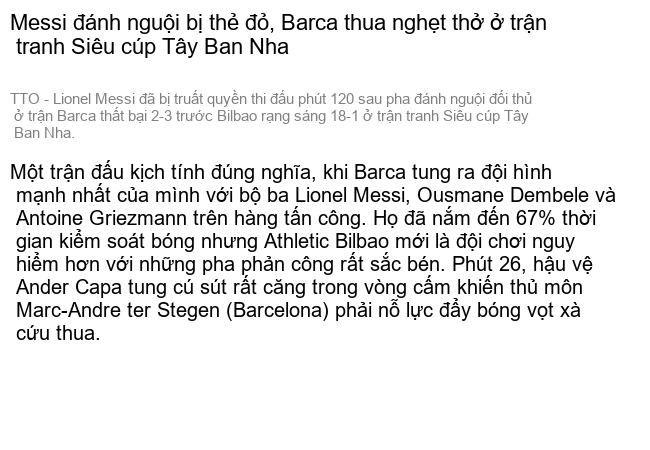 Messi đánh nguội bị thẻ đỏ, Barca thua nghẹt thở ở trận
tranh Siêu cúp Tây Ban Nha
TTO - Lionel Messi đã bị truất quyền thi đấu phút 120 sau pha đánh nguội đối thủ
ở trận Barca thất bại 2-3 trước Bilbao rạng sáng 18-1 ở trận tranh Siêu cúp Tây
Ban Nha.
Một trận đấu kịch tính đúng nghĩa, khi Barca tung ra đội hình
mạnh nhất của mình với bộ ba Lionel Messi, Ousmane Dembele và
Antoine Griezmann trên hàng tấn công. Họ đã nắm đến 67% thời
gian kiểm soát bóng nhưng Athletic Bilbao mới là đội chơi nguy
hiểm hơn với những pha phản công rất sắc bén. Phút 26, hậu vệ
Ander Capa tung cú sút rất căng trong vòng cấm khiến thủ môn
Marc-Andre ter Stegen (Barcelona) phải nỗ lực đẩy bóng vọt xà
cứu thua.